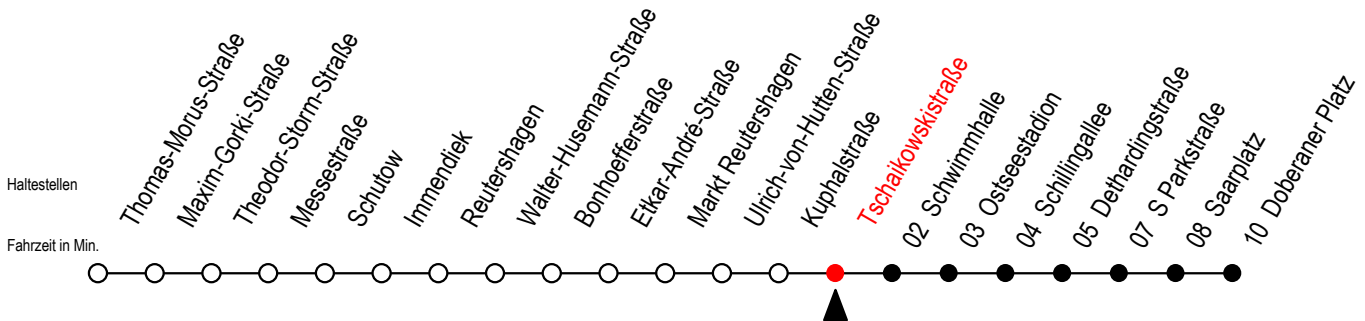 Haltestellen
Fahrzeit in Min.
Thomas-Morus-Straße
Maxim-Gorki-Straße
Theodor-Storm-Straße
Messestraße
Schutow
Immendiek
Reutershagen
Walter-Husemann-Straße
Bonhoefferstraße
Etkar-André-Straße
Markt Reutershagen
Ulrich-von-Hutten-Straße
Kuphalstraße
Tschaikowskistraße
02 Schwimmhalle
03 Ostseestadion
04 Schillingallee
05 Dethardingstraße
07 S Parkstraße
08 Saarplatz
10 Doberaner Platz